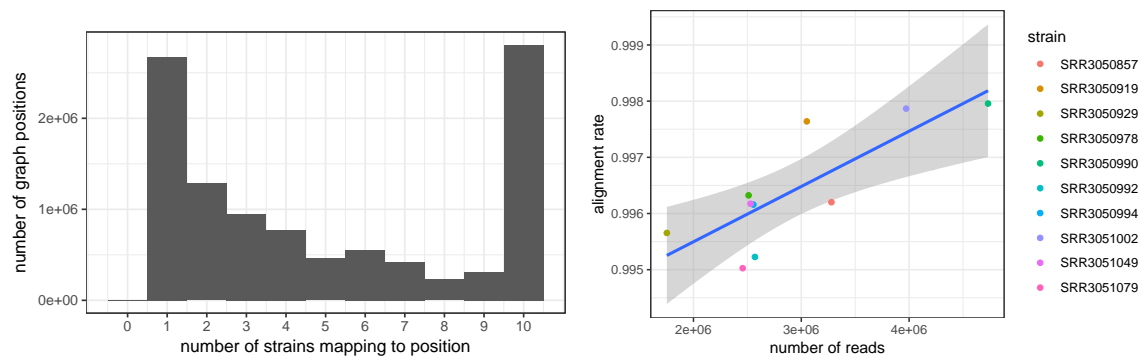 number of graph positions
2e+06
1e+06
0e+00
0 1 2 3 4 5 6 7 8 9 10
number of strains mapping to position
alignment rate
0.999
0.998
0.997
0.996
0.995
2e+06 3e+06 4e+06
number of reads
strain
SRR3050857
SRR3050919
SRR3050929
SRR3050978
SRR3050990
SRR3050992
SRR3050994
SRR3051002
SRR3051049
SRR3051079